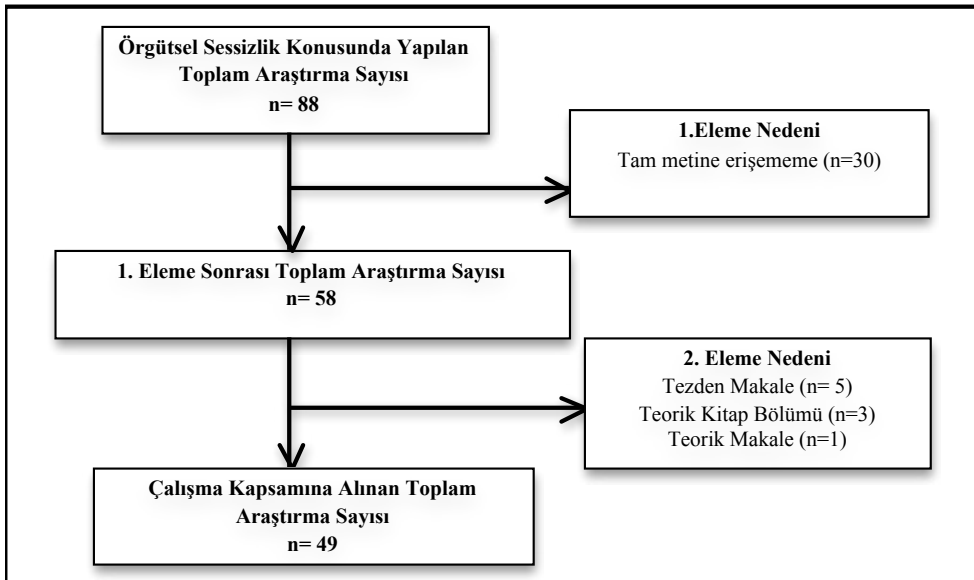 Örgütsel Sessizlik Konusunda Yapılan
Toplam Araştırma Sayısı
n= 88
1.Eleme Nedeni
Tam metine erişememe (n=30)
1. Eleme Sonrası Toplam Araştırma Sayısı
n= 58
2. Eleme Nedeni
Tezden Makale (n= 5)
Teorik Kitap Bölümü (n=3)
Teorik Makale (n=1)
Çalışma Kapsamına Alınan Toplam
Araştırma Sayısı
n= 49